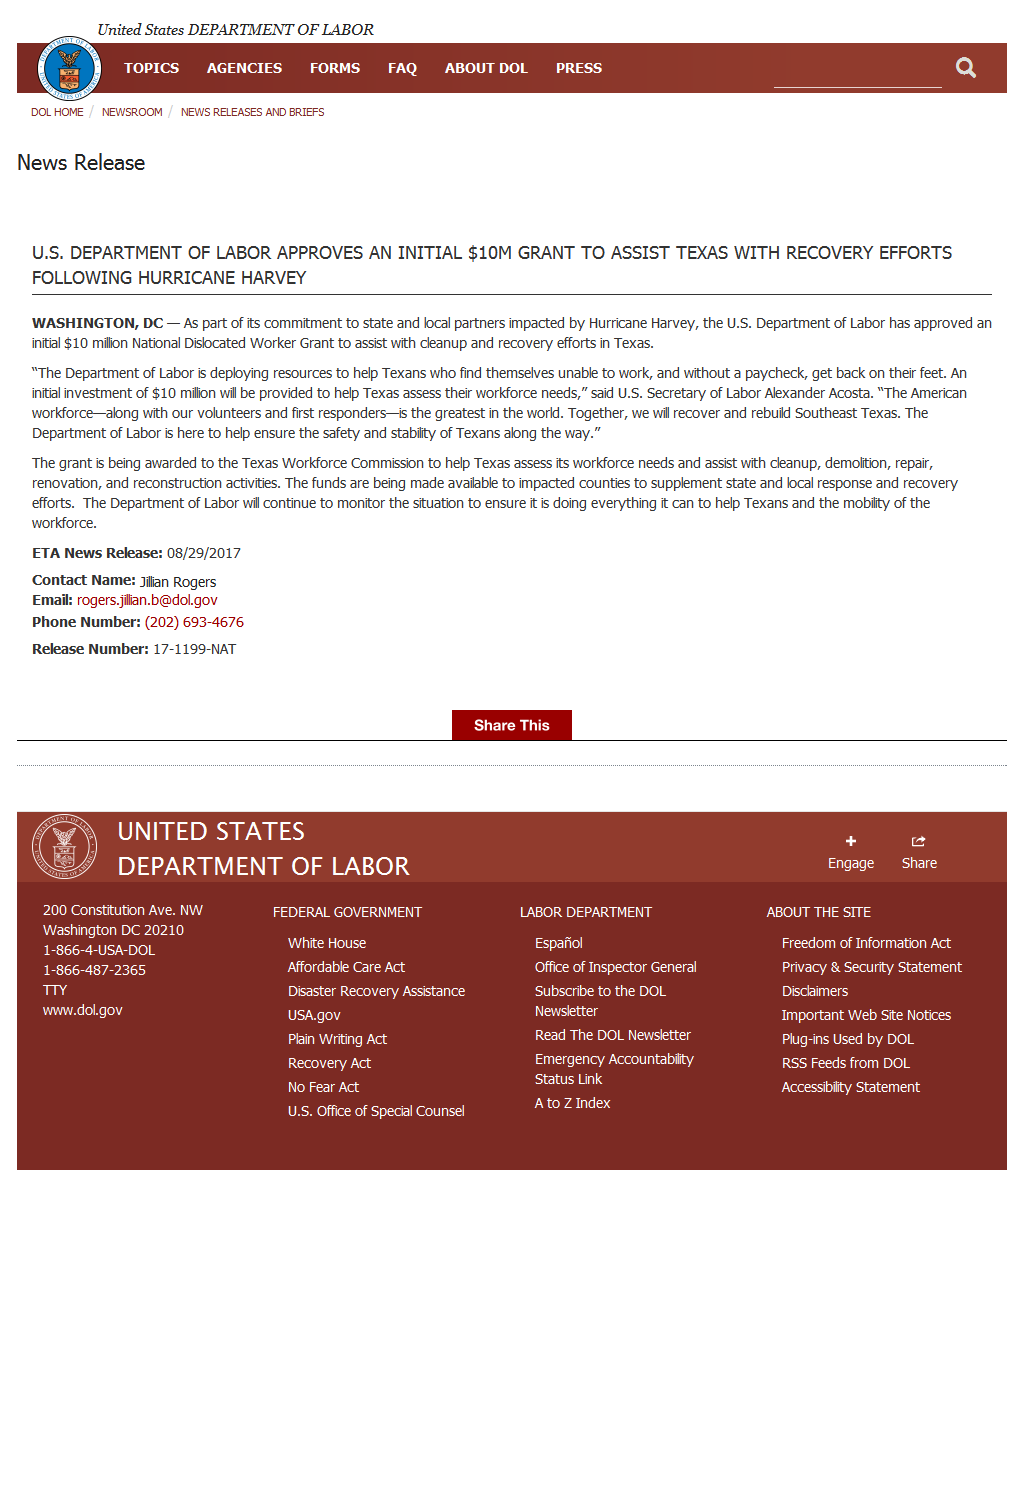 United States DEPARTMENT OF LABOR
TOPICS AGENCIES FORMS FAQ ABOUT DOL PRESS
DOL HOME / NEWSROOM / NEWS RELEASES AND BRIEFS
News Release
U.S. DEPARTMENT OF LABOR APPROVES AN INITIAL $10M GRANT TO ASSIST TEXAS WITH RECOVERY EFFORTS
FOLLOWING HURRICANE HARVEY
WASHINGTON, DC — As part of its commitment to state and local partners impacted by Hurricane Harvey, the U.S. Department of Labor has approved an
initial $10 million National Dislocated Worker Grant to assist with cleanup and recovery efforts in Texas.
“The Department of Labor is deploying resources to help Texans who find themselves unable to work, and without a paycheck, get back on their feet. An
initial investment of $10 million will be provided to help Texas assess their workforce needs,” said U.S. Secretary of Labor Alexander Acosta. “The American
workforce—along with our volunteers and first responders—is the greatest in the world. Together, we will recover and rebuild Southeast Texas. The
Department of Labor is here to help ensure the safety and stability of Texans along the way.”
The grant is being awarded to the Texas Workforce Commission to help Texas assess its workforce needs and assist with cleanup, demolition, repair,
renovation, and reconstruction activities. The funds are being made available to impacted counties to supplement state and local response and recovery
efforts.  The Department of Labor will continue to monitor the situation to ensure it is doing everything it can to help Texans and the mobility of the
workforce.
ETA News Release: 08/29/2017
Contact Name: Jillian Rogers
Email: rogers.jillian.b@dol.gov
Phone Number: (202) 693-4676
Release Number: 17-1199-NAT
Share This
DEPARTMENT OF LABOR
UNITED STATES OF AMERICA
UNITED STATES
DEPARTMENT OF LABOR
Engage Share
200 Constitution Ave. NW
Washington DC 20210
1-866-4-USA-DOL
1-866-487-2365
TTY
www.dol.gov
FEDERAL GOVERNMENT
White House
Affordable Care Act
Disaster Recovery Assistance
USA.gov
Plain Writing Act
Recovery Act
No Fear Act
U.S. Office of Special Counsel
LABOR DEPARTMENT
Español
Office of Inspector General
Subscribe to the DOL
Newsletter
Read The DOL Newsletter
Emergency Accountability
Status Link
A to Z Index
ABOUT THE SITE
Freedom of Information Act
Privacy & Security Statement
Disclaimers
Important Web Site Notices
Plug-ins Used by DOL
RSS Feeds from DOL
Accessibility Statement